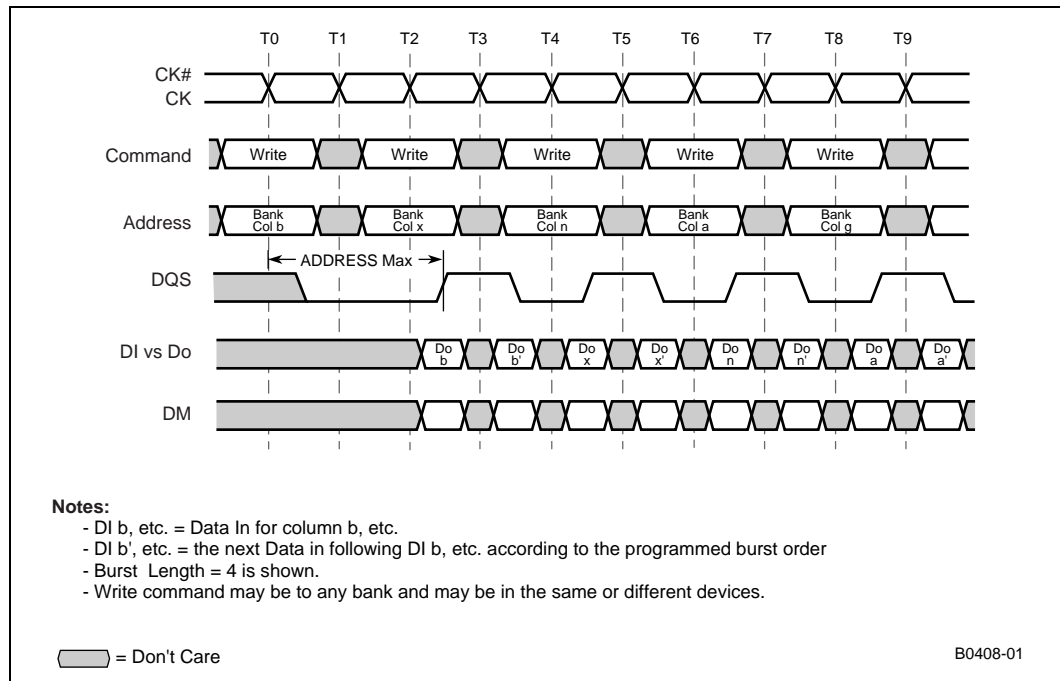 T0 T1 T2 T3 T4 T5 T6 T7 T8 T9
CK#
CK
Command Write Write Write Write Write
Address Bank Col b Bank Col x Bank Col n Bank Col a Bank Col g
ADDRESS Max
DQS
DI vs Do Do b Do b' Do x Do x' Do n Do n' Do a Do a'
DM
Notes:
- DI b, etc. = Data In for column b, etc.
- DI b', etc. = the next Data in following DI b, etc. according to the programmed burst order
- Burst Length = 4 is shown.
- Write command may be to any bank and may be in the same or different devices.
= Don't Care
B0408-01